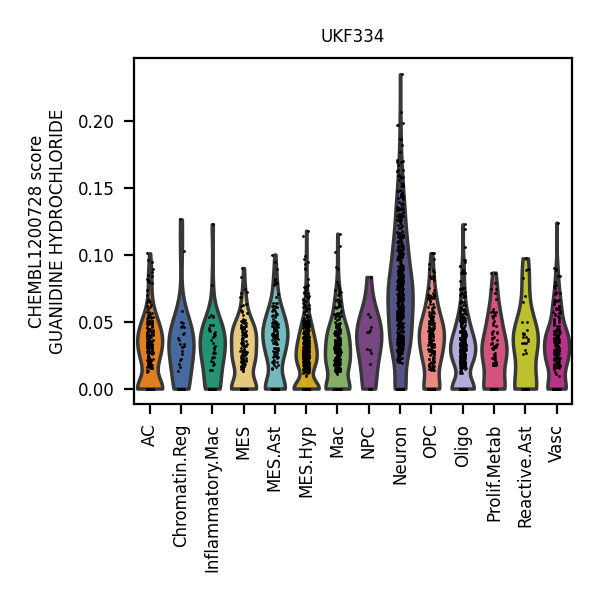 UKF334
CHEMBL1200728 score
GUANIDINE HYDROCHLORIDE
0.20
0.15
0.10
0.05
0.00
AC
Chromatin.Reg
Inflammatory.Mac
MES
MES.Ast
MES.Hyp
Mac
NPC
Neuron
OPC
Oligo
Prolif.Metab
Reactive.Ast
Vasc